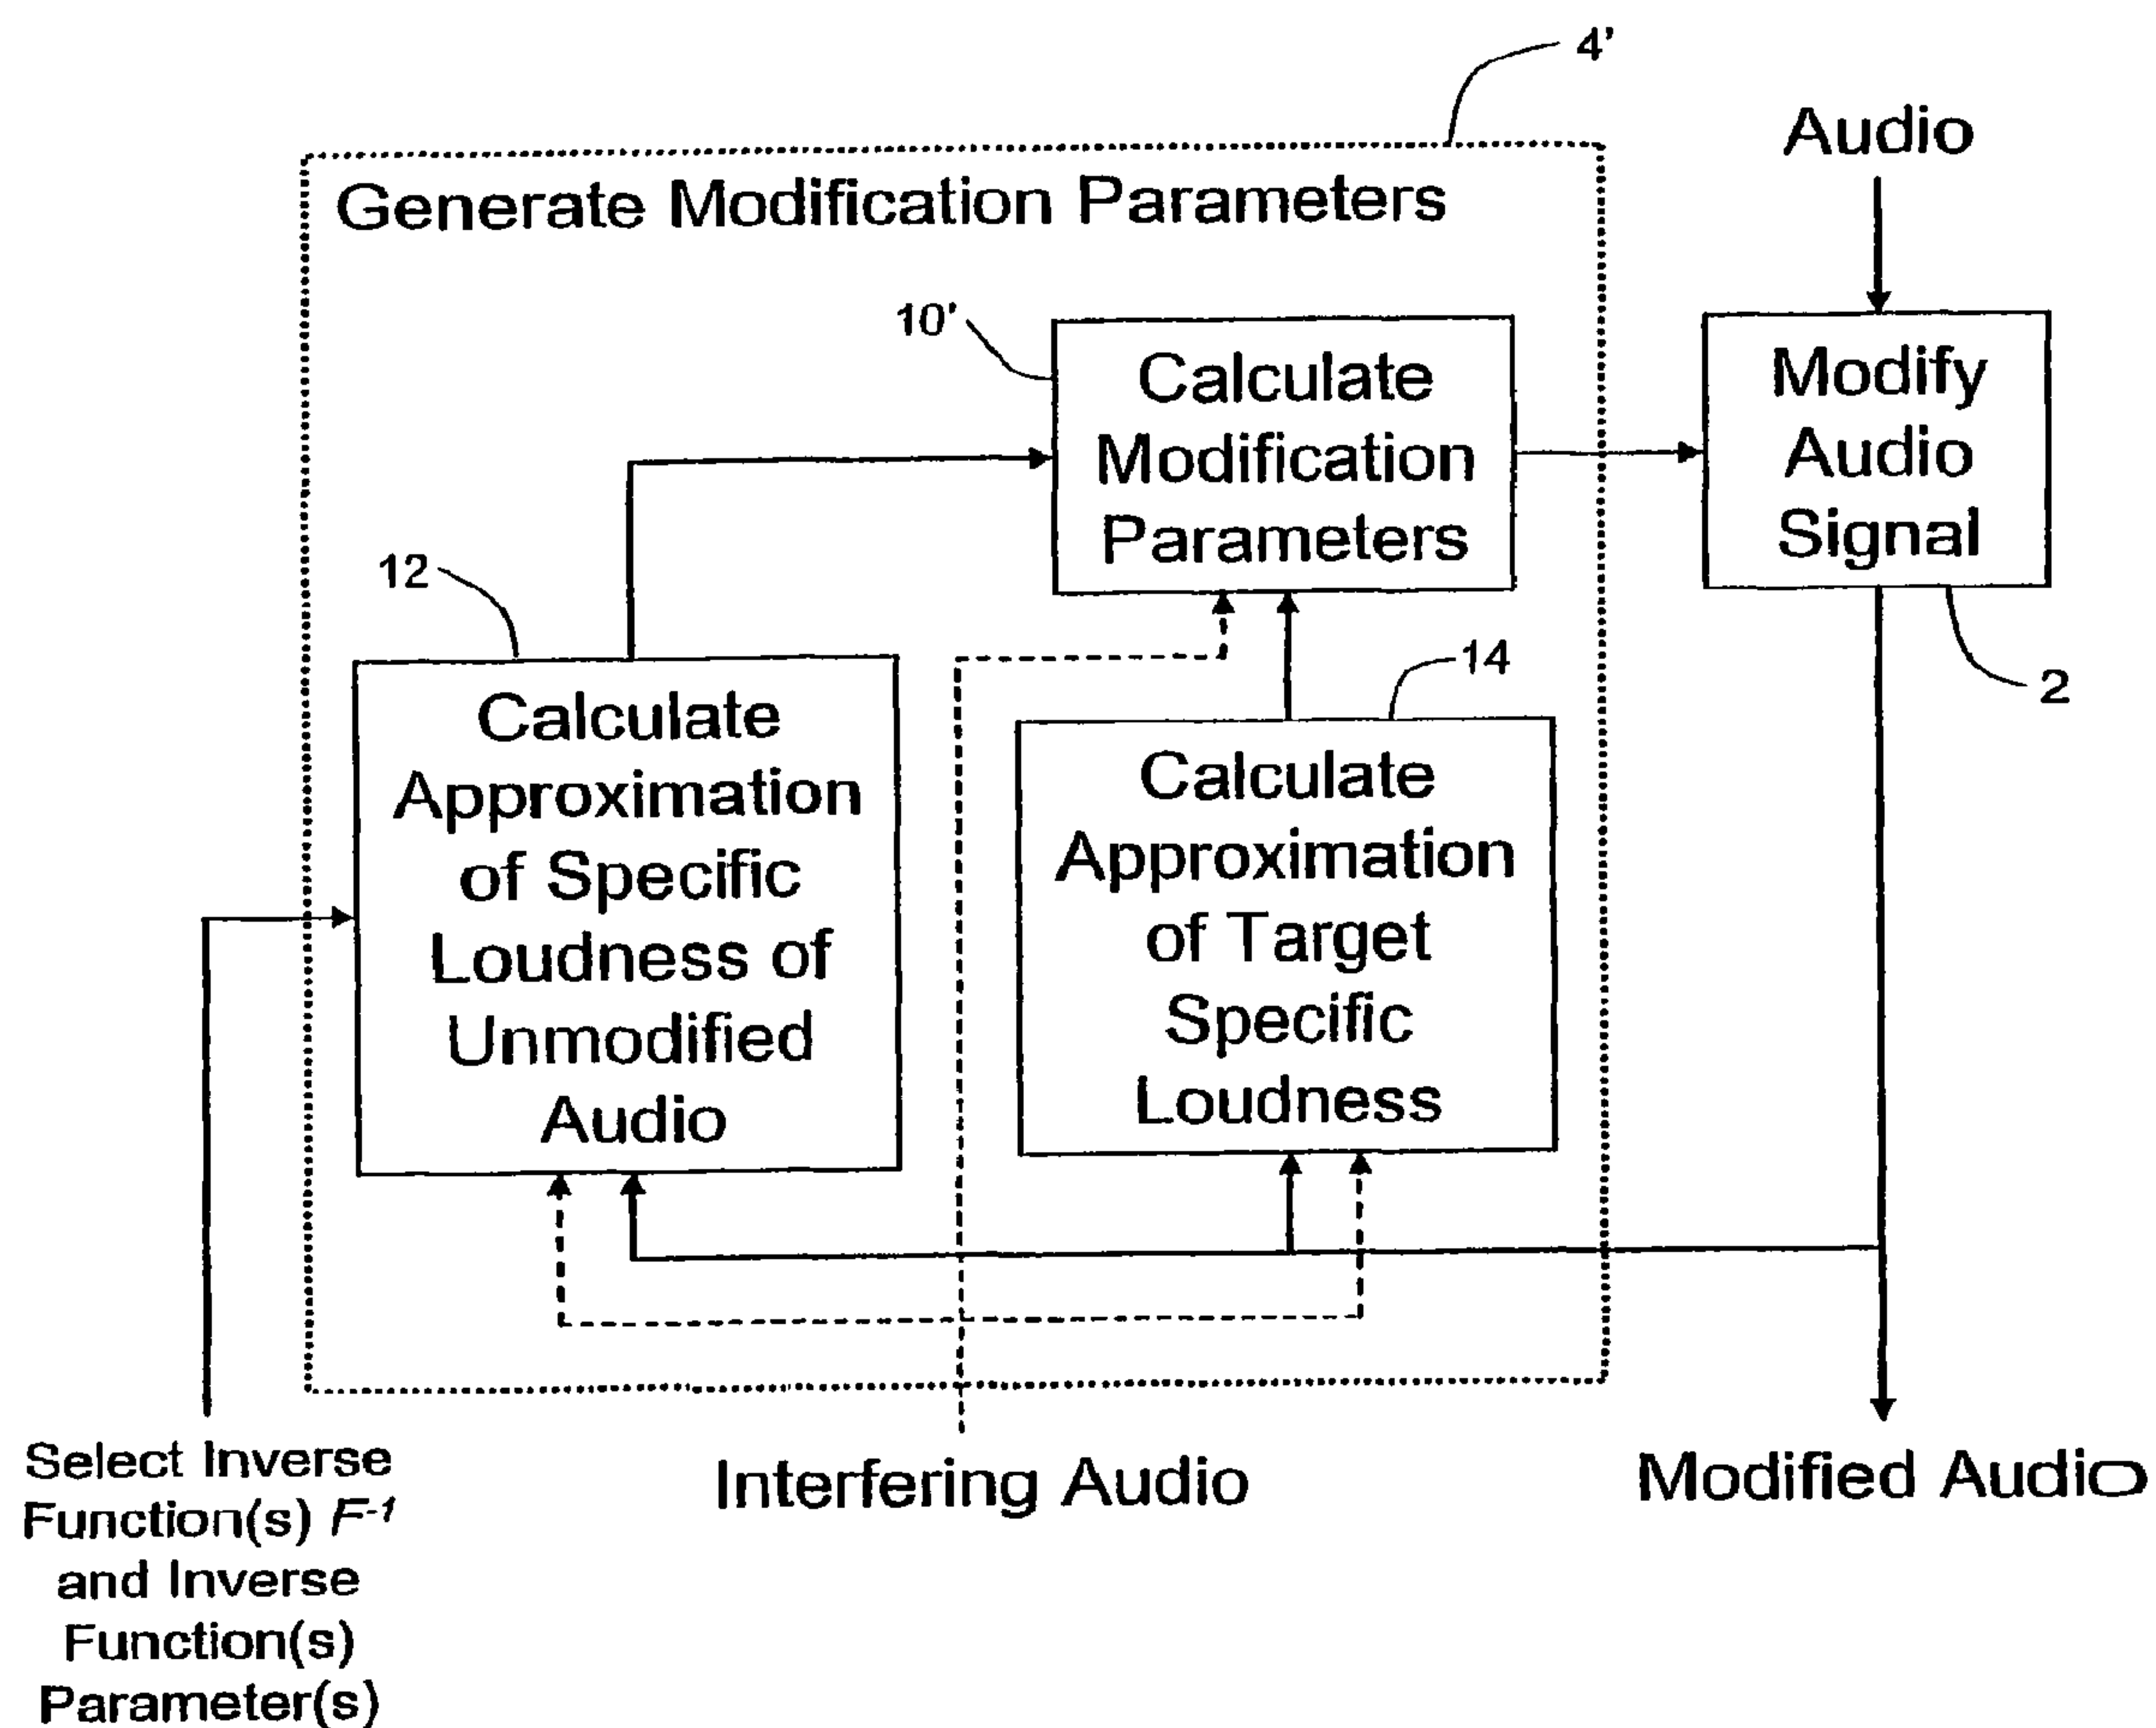 4'
Audio
Generate Modification Parameters
10'
Calculate
Modification
Parameters
Modify
Audio
Signal
12
14
2
Calculate
Approximation
of Specific
Loudness of
Unmodified
Audio
Calculate
Approximation
of Target
Specific
Loudness
Select Inverse
Function(s) F-1
and Inverse
Function(s)
Parameter(s)
Interfering Audio
Modified Audio